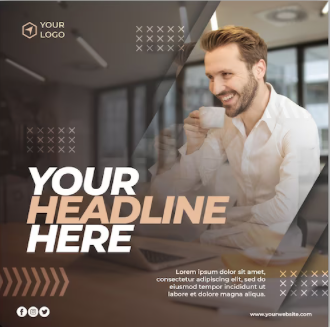 YOUR
LOGO
YOUR
HEADLINE
HERE
Lorem ipsum dolor sit amet,
consectetur adipiscing elit, sed do
eiusmod tempor incididunt ut
labore et dolore magna aliqua.
www.yourwebsite.com